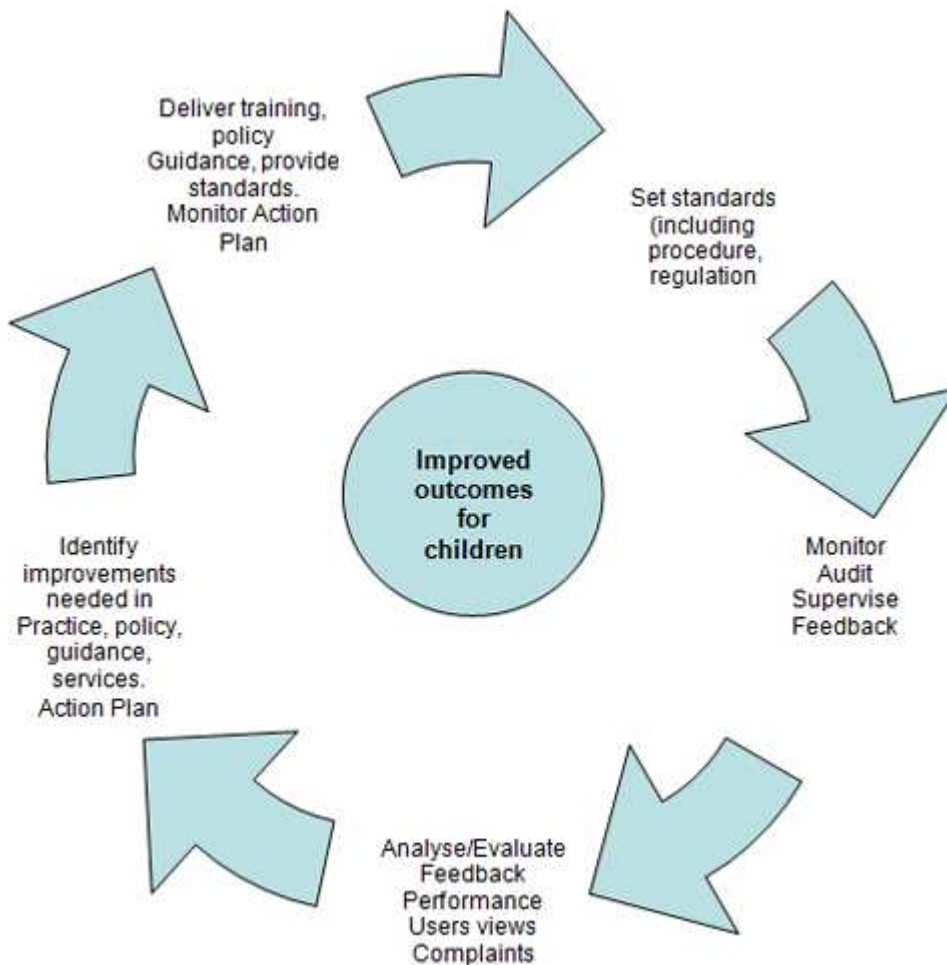 Deliver training,
policy
Guidance, provide
standards.
Monitor Action
Plan
Set standards
(including
procedure,
regulation
Improved
outcomes
for
children
Monitor
Audit
Supervise
Feedback
Identify
improvements
needed in
Practice, policy,
guidance,
services.
Action Plan
Analyse/Evaluate
Feedback
Performance
Users views
Complaints